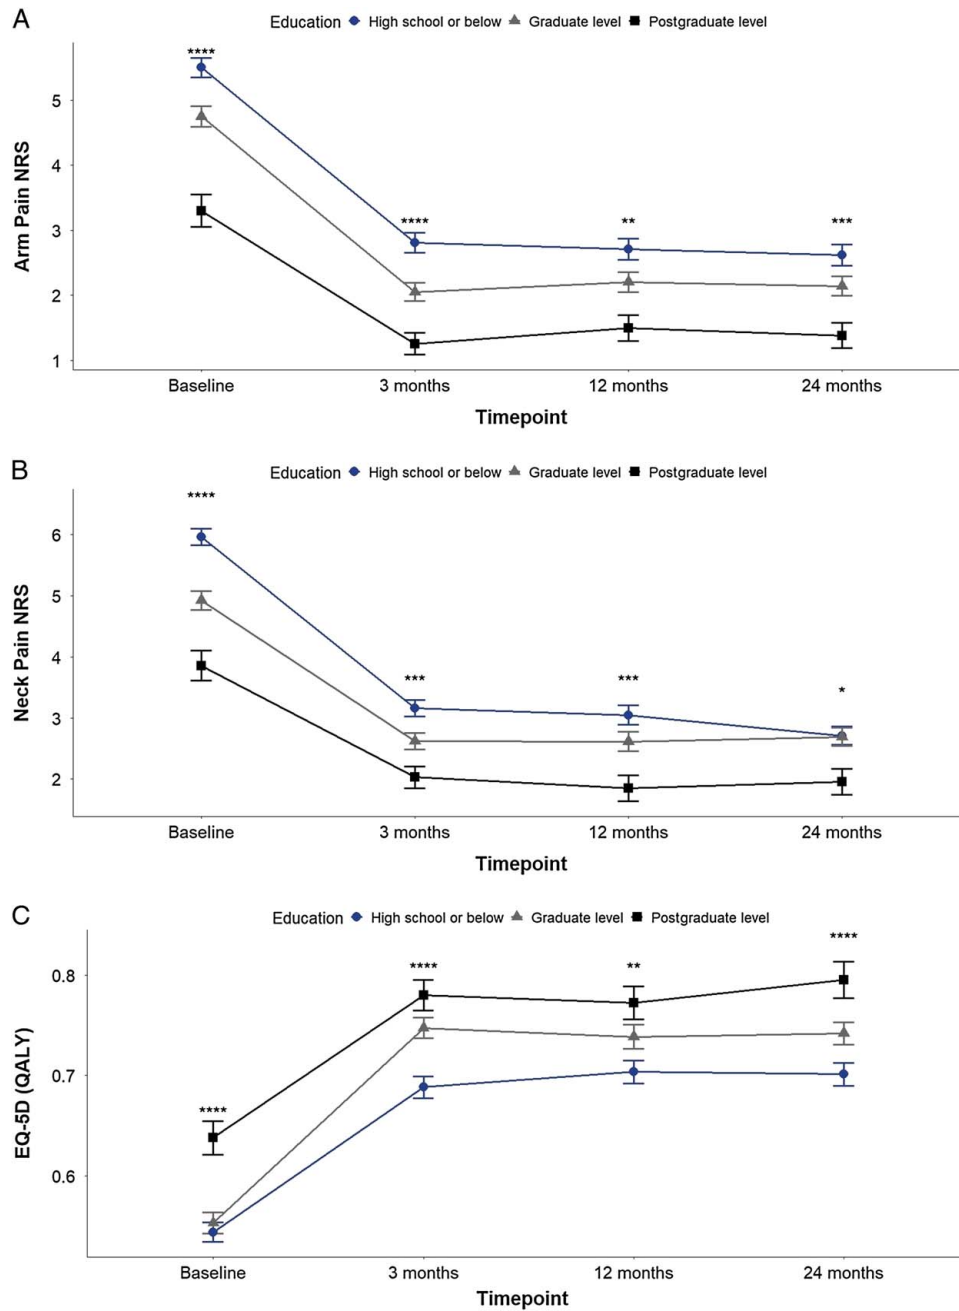 A
Education High school or below Graduate level Postgraduate level
****
5
4
3
2
1
Arm Pain NRS
**** ** ***
Baseline 3 months 12 months 24 months
Timepoint
B
Education High school or below Graduate level Postgraduate level
****
6
5
4
3
2
Neck Pain NRS
*** *** *
Baseline 3 months 12 months 24 months
Timepoint
C
Education High school or below Graduate level Postgraduate level
****
**** **
0.8
0.7
0.6
EQ-5D (QALY)
****
Baseline 3 months 12 months 24 months
Timepoint